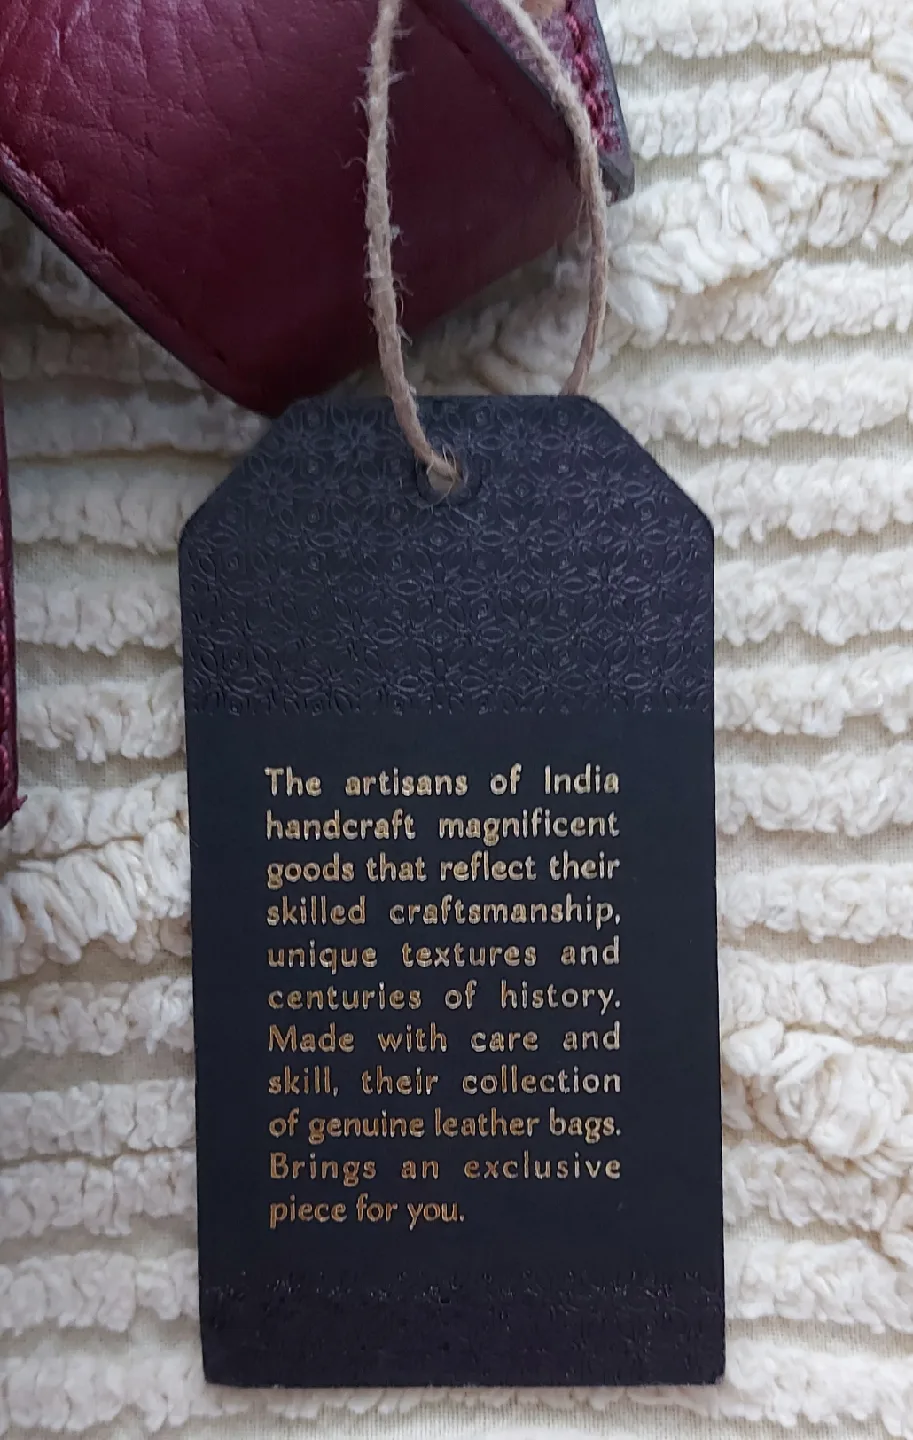 The artisans of India
handcraft magnificent
goods that reflect their
skilled craftsmanship,
unique textures and
centuries of history.
Made with care and
skill, their collection
of genuine leather bags.
Brings an exclusive
piece for you.